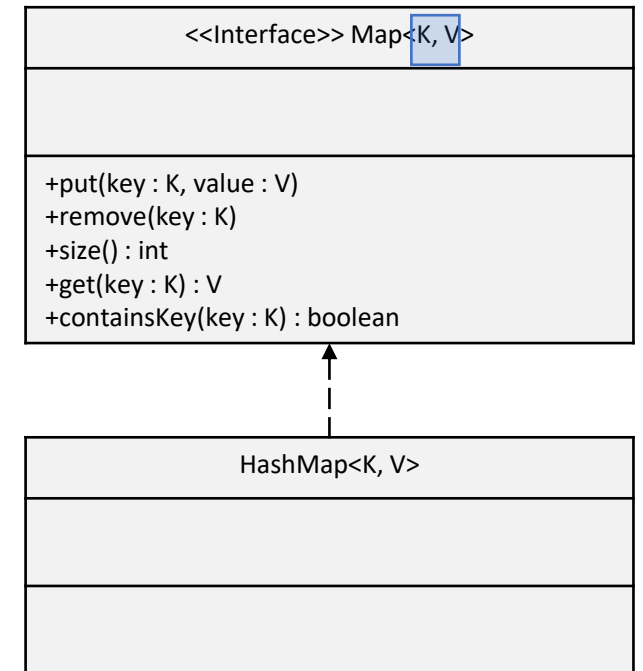 <<Interface>> Map<K, V>
+put(key : K, value : V)
+remove(key : K)
+size() : int
+get(key : K) : V
+containsKey(key : K) : boolean
HashMap<K, V>